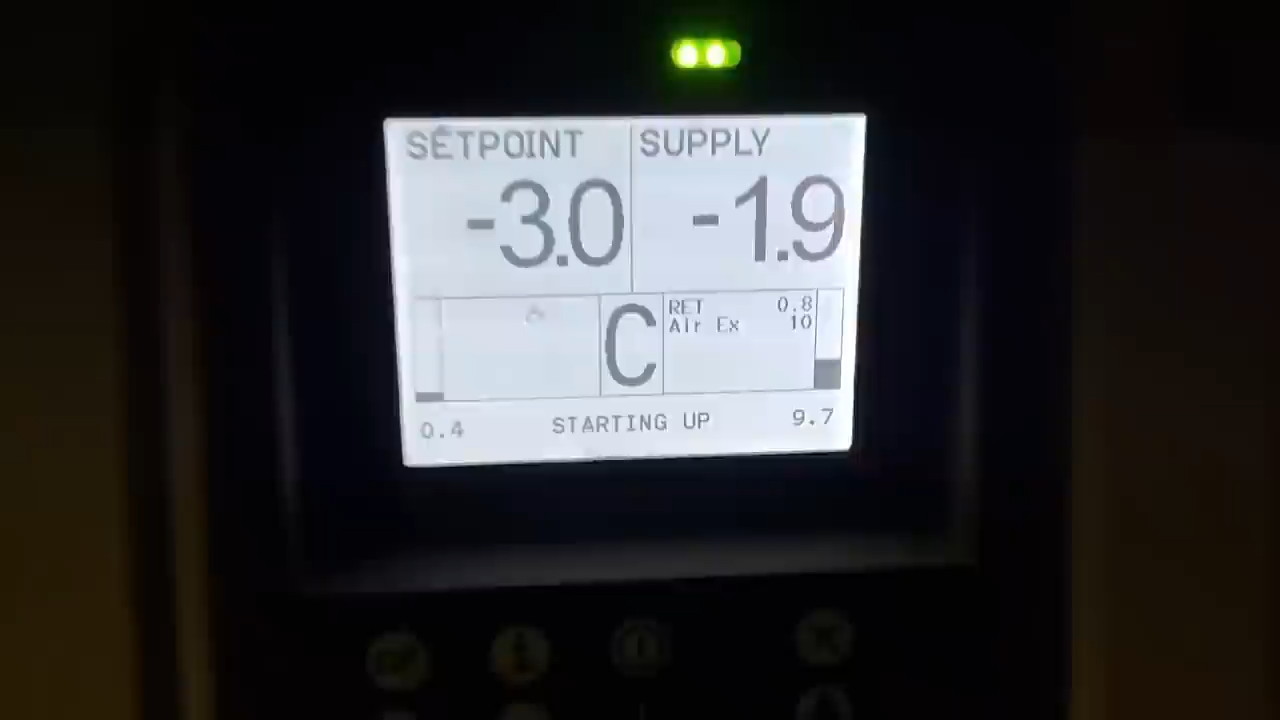 SETPOINT
SUPPLY
-3.0
-1.9
C
RET 0.8
Air Ex 10
0.4
STARTING UP
9.7